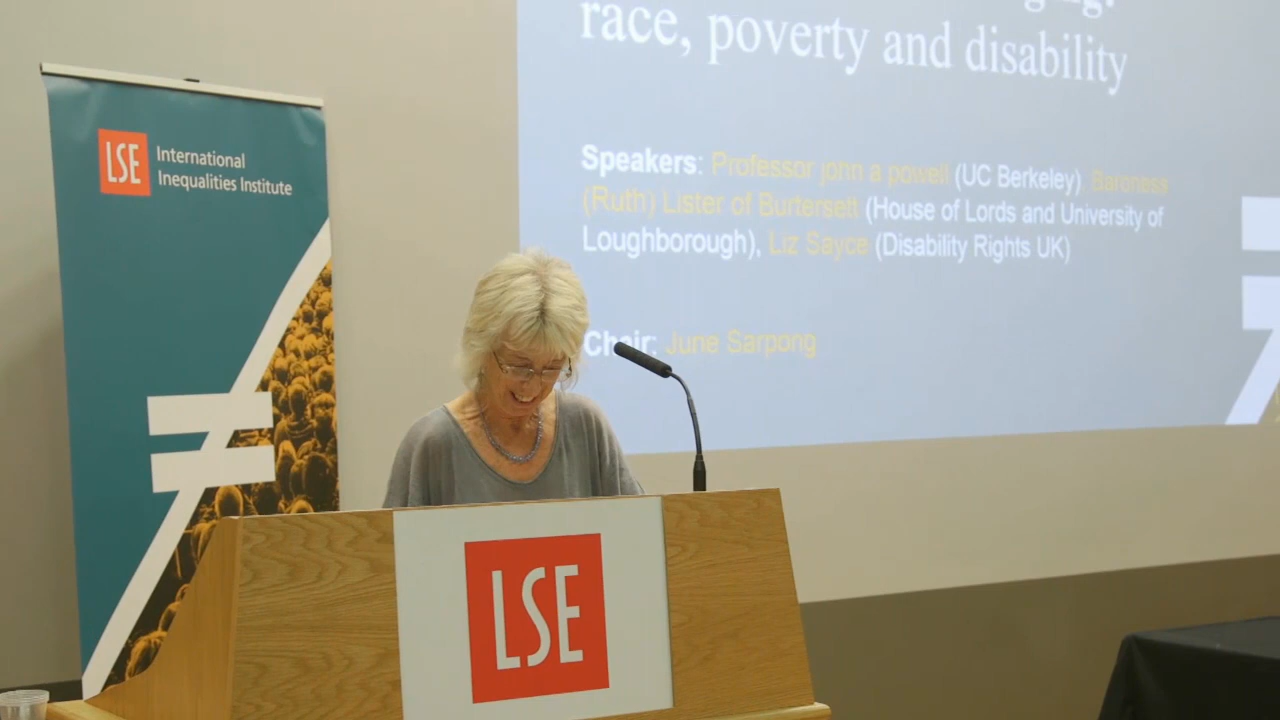 LSE
International
Inequalities Institute
race, poverty and disability
Speakers: Professor john a powell (UC Berkeley) Baroness
(Ruth) Lister of Burtersett (House of Lords and University of
Loughborough), Liz Sayce (Disability Rights UK)
Chair: June Sarpong
LSE